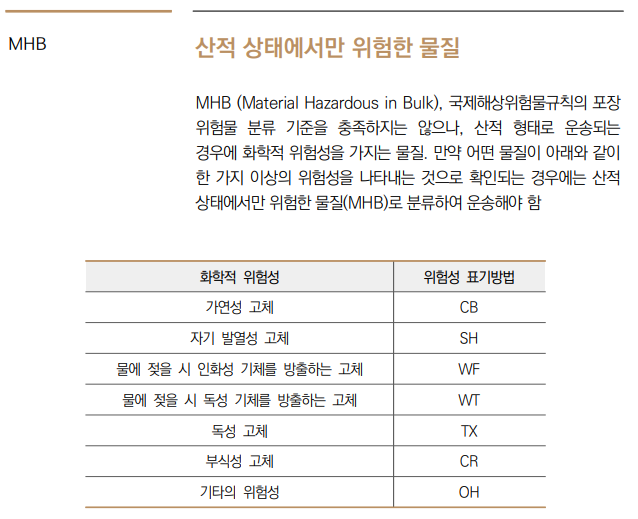 MHB
산적 상태에서만 위험한 물질
MHB (Material Hazardous in Bulk), 국제해상위험물규칙의 포장
위험물 분류 기준을 충족하지는 않으나, 산적 형태로 운송되는
경우에 화학적 위험성을 가지는 물질. 만약 어떤 물질이 아래와 같이
한 가지 이상의 위험성을 나타내는 것으로 확인되는 경우에는 산적
상태에서만 위험한 물질(MHB)로 분류하여 운송해야 함
화학적 위험성 위험성 표기방법
가연성 고체 CB
자기 발열성 고체 SH
물에 젖을 시 인화성 기체를 방출하는 고체 WF
물에 젖을 시 독성 기체를 방출하는 고체 WT
독성 고체 TX
부식성 고체 CR
기타의 위험성 OH